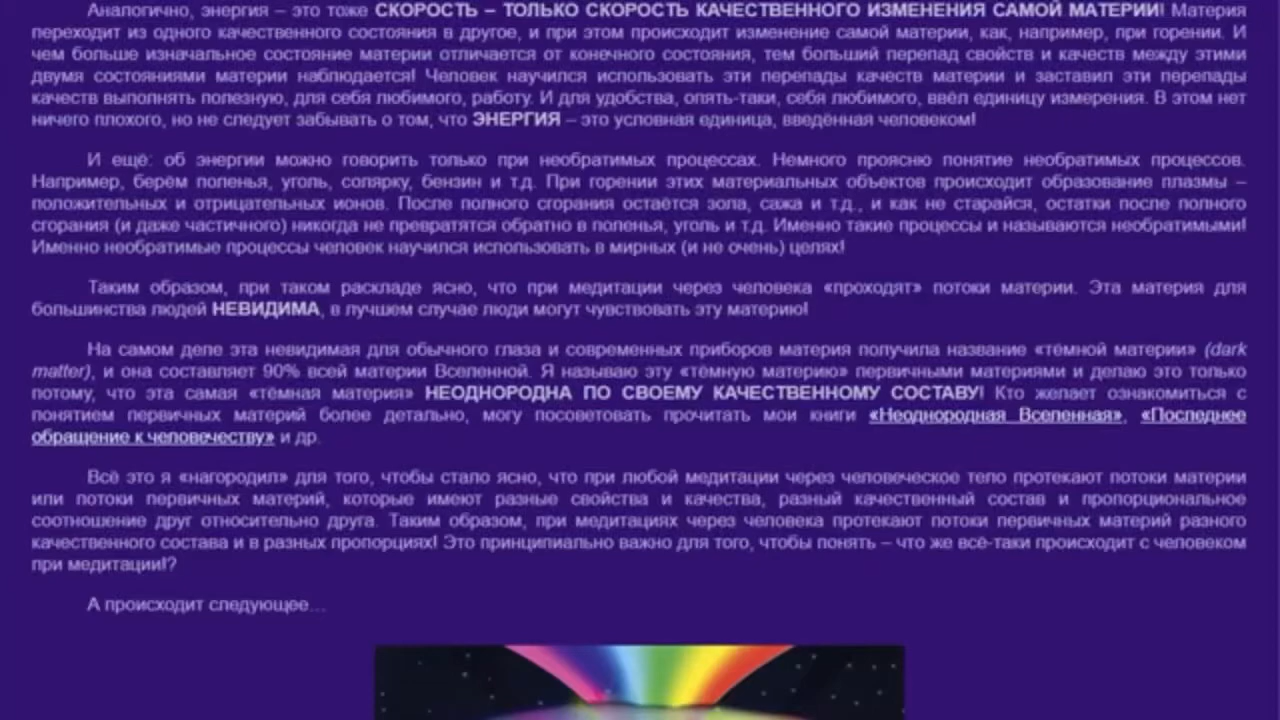 Аналогично, энергия – это тоже СКОРОСТЬ – ТОЛЬКО СКОРОСТЬ КАЧЕСТВЕННОГО ИЗМЕНЕНИЯ САМОЙ МАТЕРИИ! Материя
переходит из одного качественного состояния в другое, и при этом происходит изменение самой материи, как, например, при горении. И
чем больше изначальное состояние материи отличается от конечного состояния, тем больший перепад свойств и качеств между этими
двумя состояниями материи наблюдается! Человек научился использовать эти перепады качеств материи и заставил эти перепады
качеств выполнять полезную, для себя любимого, работу. И для удобства, опять-таки, себя любимого, ввёл единицу измерения. В этом нет
ничего плохого, но не следует забывать о том, что ЭНЕРГИЯ – это условная единица, введённая человеком!
И ещё: об энергии можно говорить только при необратимых процессах. Немного проясню понятие необратимых процессов.
Например, берём поленья, уголь, солярку, бензин и т.д. При горении этих материальных объектов происходит образование плазмы –
положительных и отрицательных ионов. После полного сгорания остаётся зола, сажа и т.д., и как не старайся, остатки после полного
сгорания (и даже частичного) никогда не превратятся обратно в поленья, уголь и т.д. Именно такие процессы и называются необратимыми!
Именно необратимые процессы человек научился использовать в мирных (и не очень) целях!
Таким образом, при таком раскладе ясно, что при медитации через человека «проходят» потоки материи. Эта материя для
большинства людей НЕВИДИМА, в лучшем случае люди могут чувствовать эту материю!
На самом деле эта невидимая для обычного глаза и современных приборов материя получила название «тёмной материи» (dark
matter), и она составляет 90% всей материи Вселенной. Я называю эту «тёмную материю» первичными материями и делаю это только
потому, что эта самая «тёмная материя» НЕОДНОРОДНА ПО СВОЕМУ КАЧЕСТВЕННОМУ СОСТАВУ! Кто желает ознакомиться с
понятием первичных материй более детально, могу посоветовать прочитать мои книги «Неоднородная Вселенная», «Последнее
обращение к человечеству» и др.
Всё это я «нагородил» для того, чтобы стало ясно, что при любой медитации через человеческое тело протекают потоки материи
или потоки первичных материй, которые имеют разные свойства и качества, разный качественный состав и пропорциональное
соотношение друг относительно друга. Таким образом, при медитациях через человека протекают потоки первичных материй разного
качественного состава и в разных пропорциях! Это принципиально важно для того, чтобы понять – что же всё-таки происходит с человеком
при медитации!?
А происходит следующее...